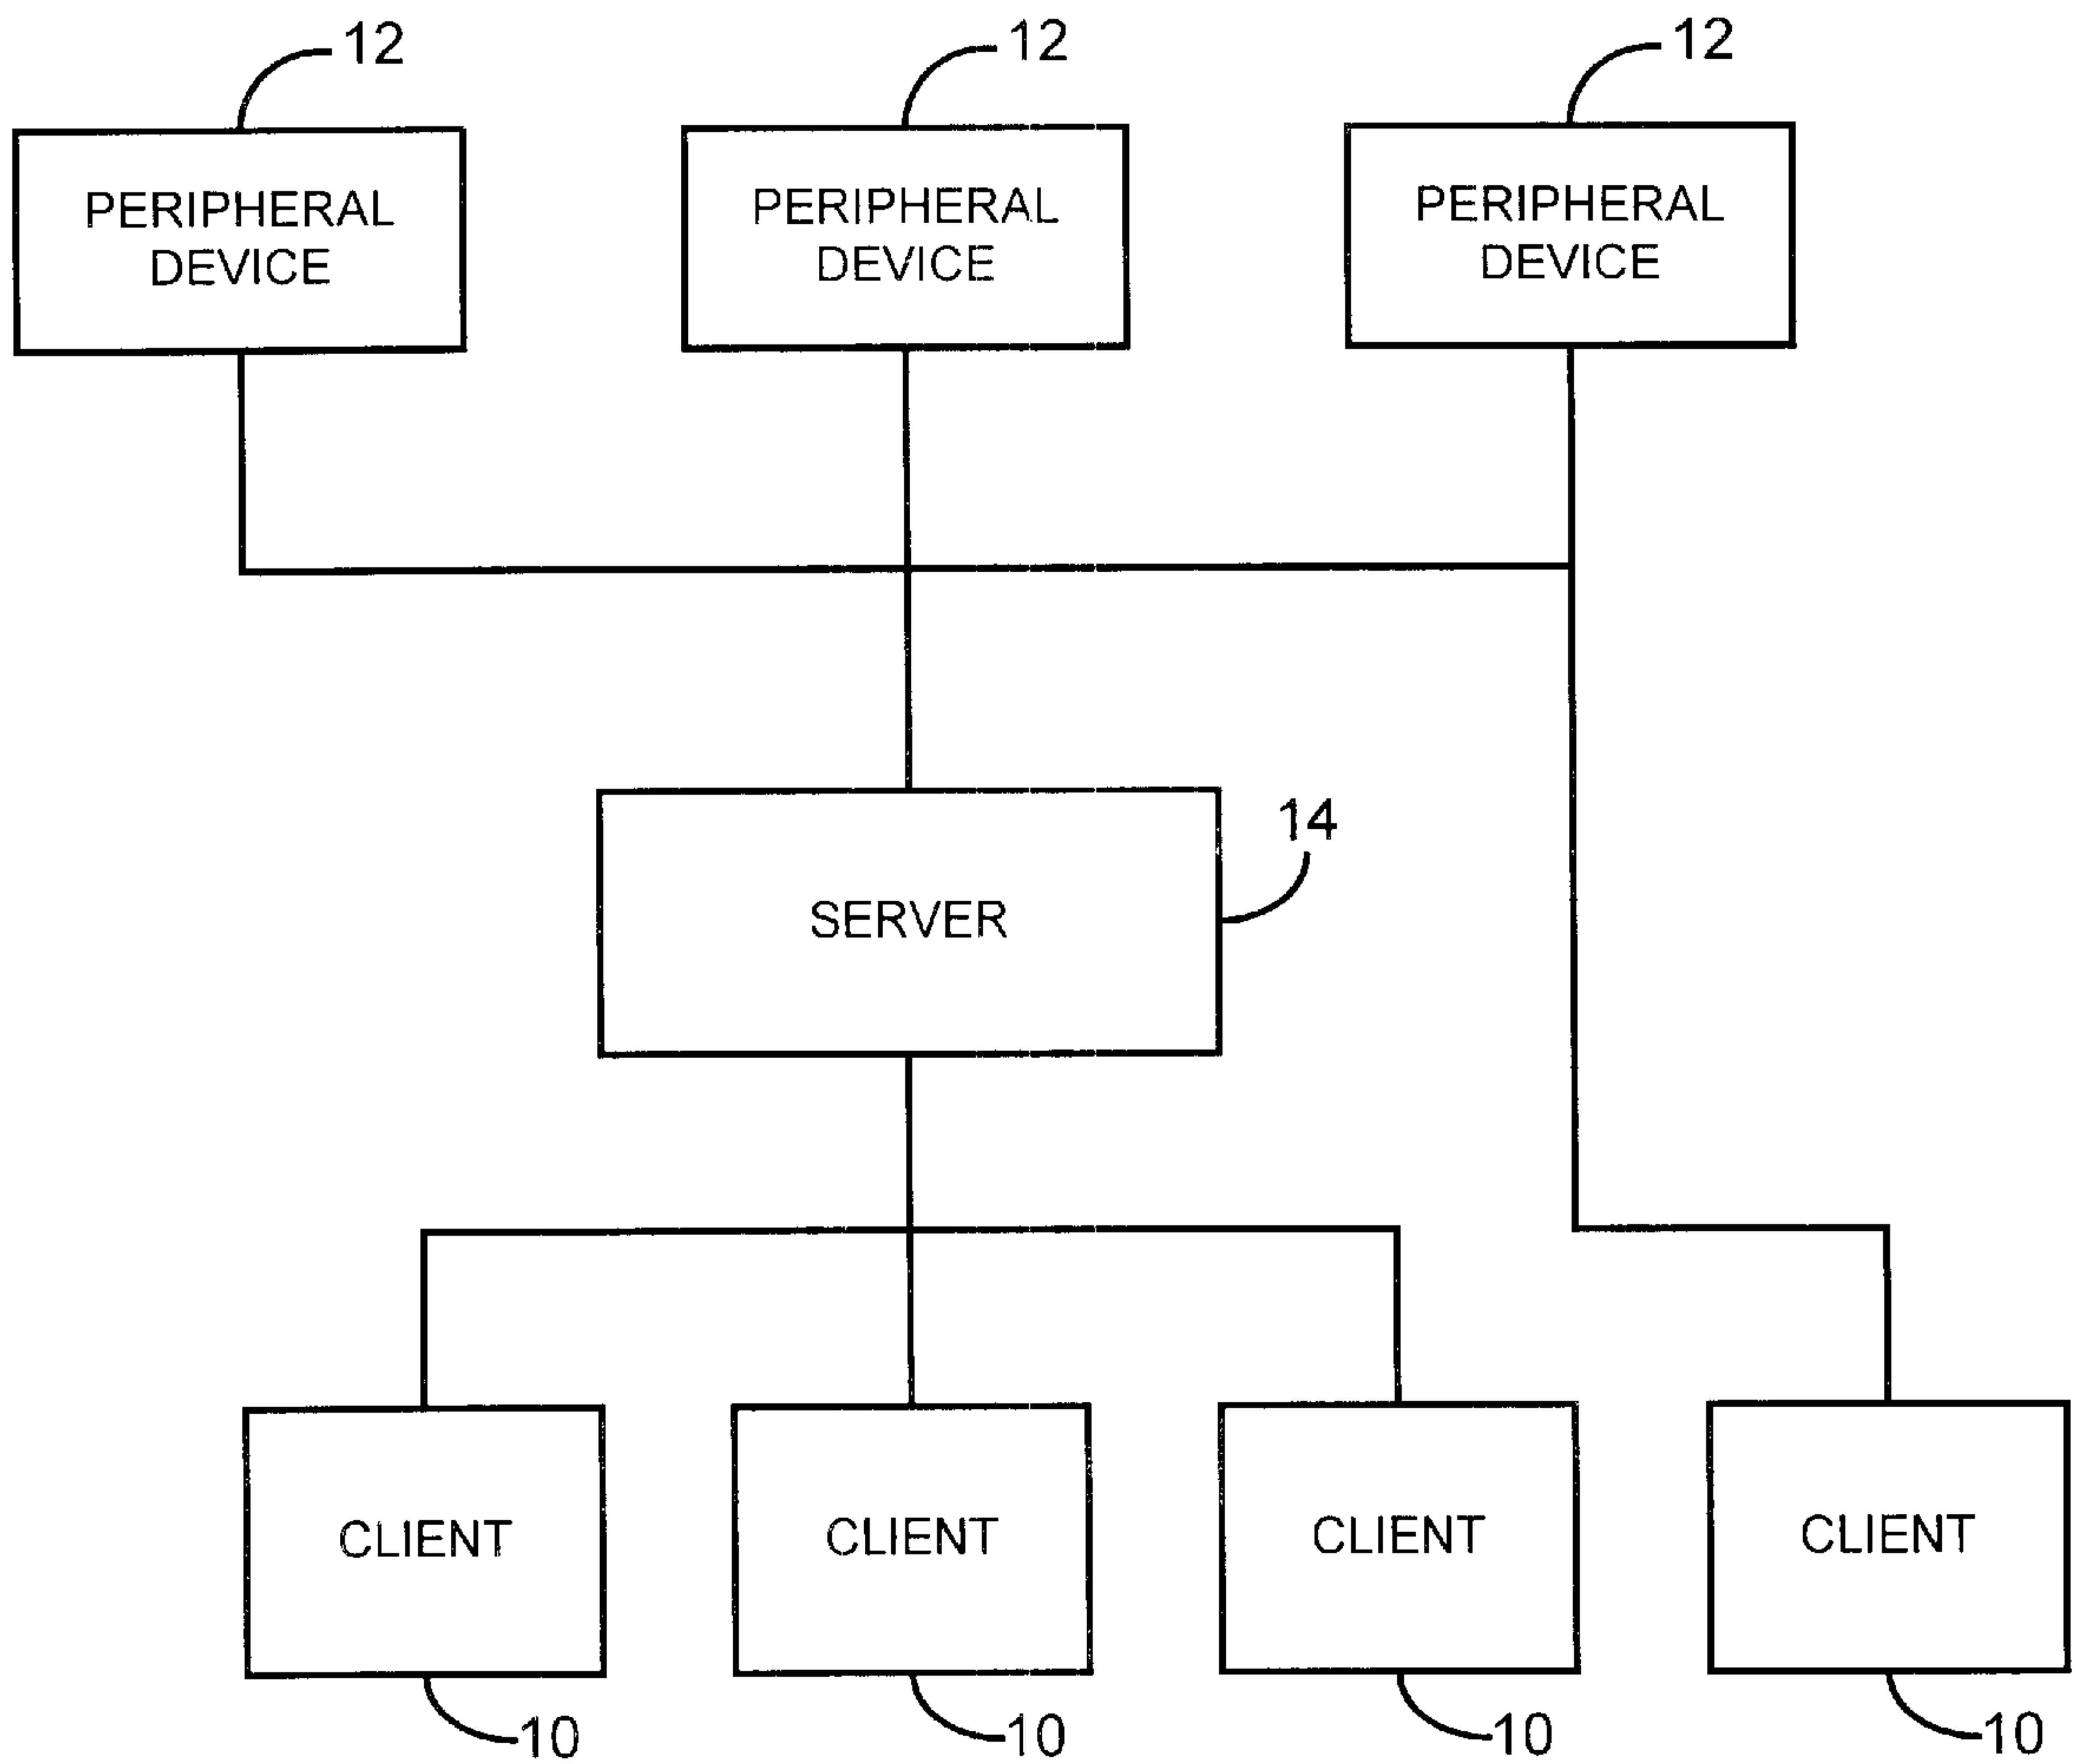 12
12
12
PERIPHERAL
DEVICE
PERIPHERAL
DEVICE
PERIPHERAL
DEVICE
14
SERVER
CLIENT
CLIENT
CLIENT
CLIENT
10
10
10
10